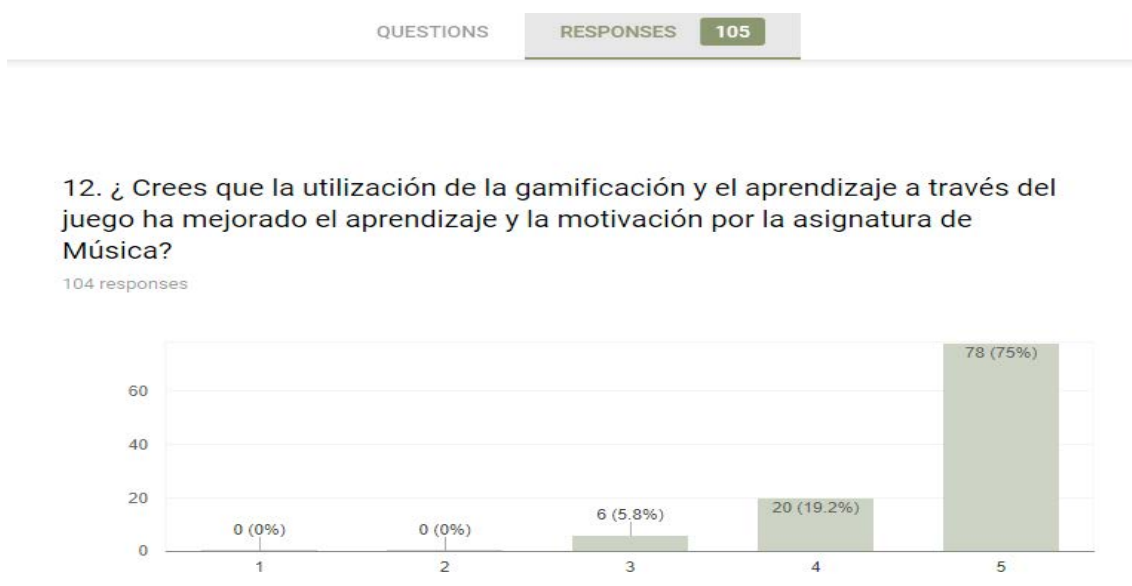 QUESTIONS RESPONSES 105
12. ¿ Crees que la utilización de la gamificación y el aprendizaje a través del
juego ha mejorado el aprendizaje y la motivación por la asignatura de
Música?
104 responses
78 (75%)
60
40
20
20 (19.2%)
6 (5.8%)
0 (0%) 0 (0%)
0
1 2 3 4 5